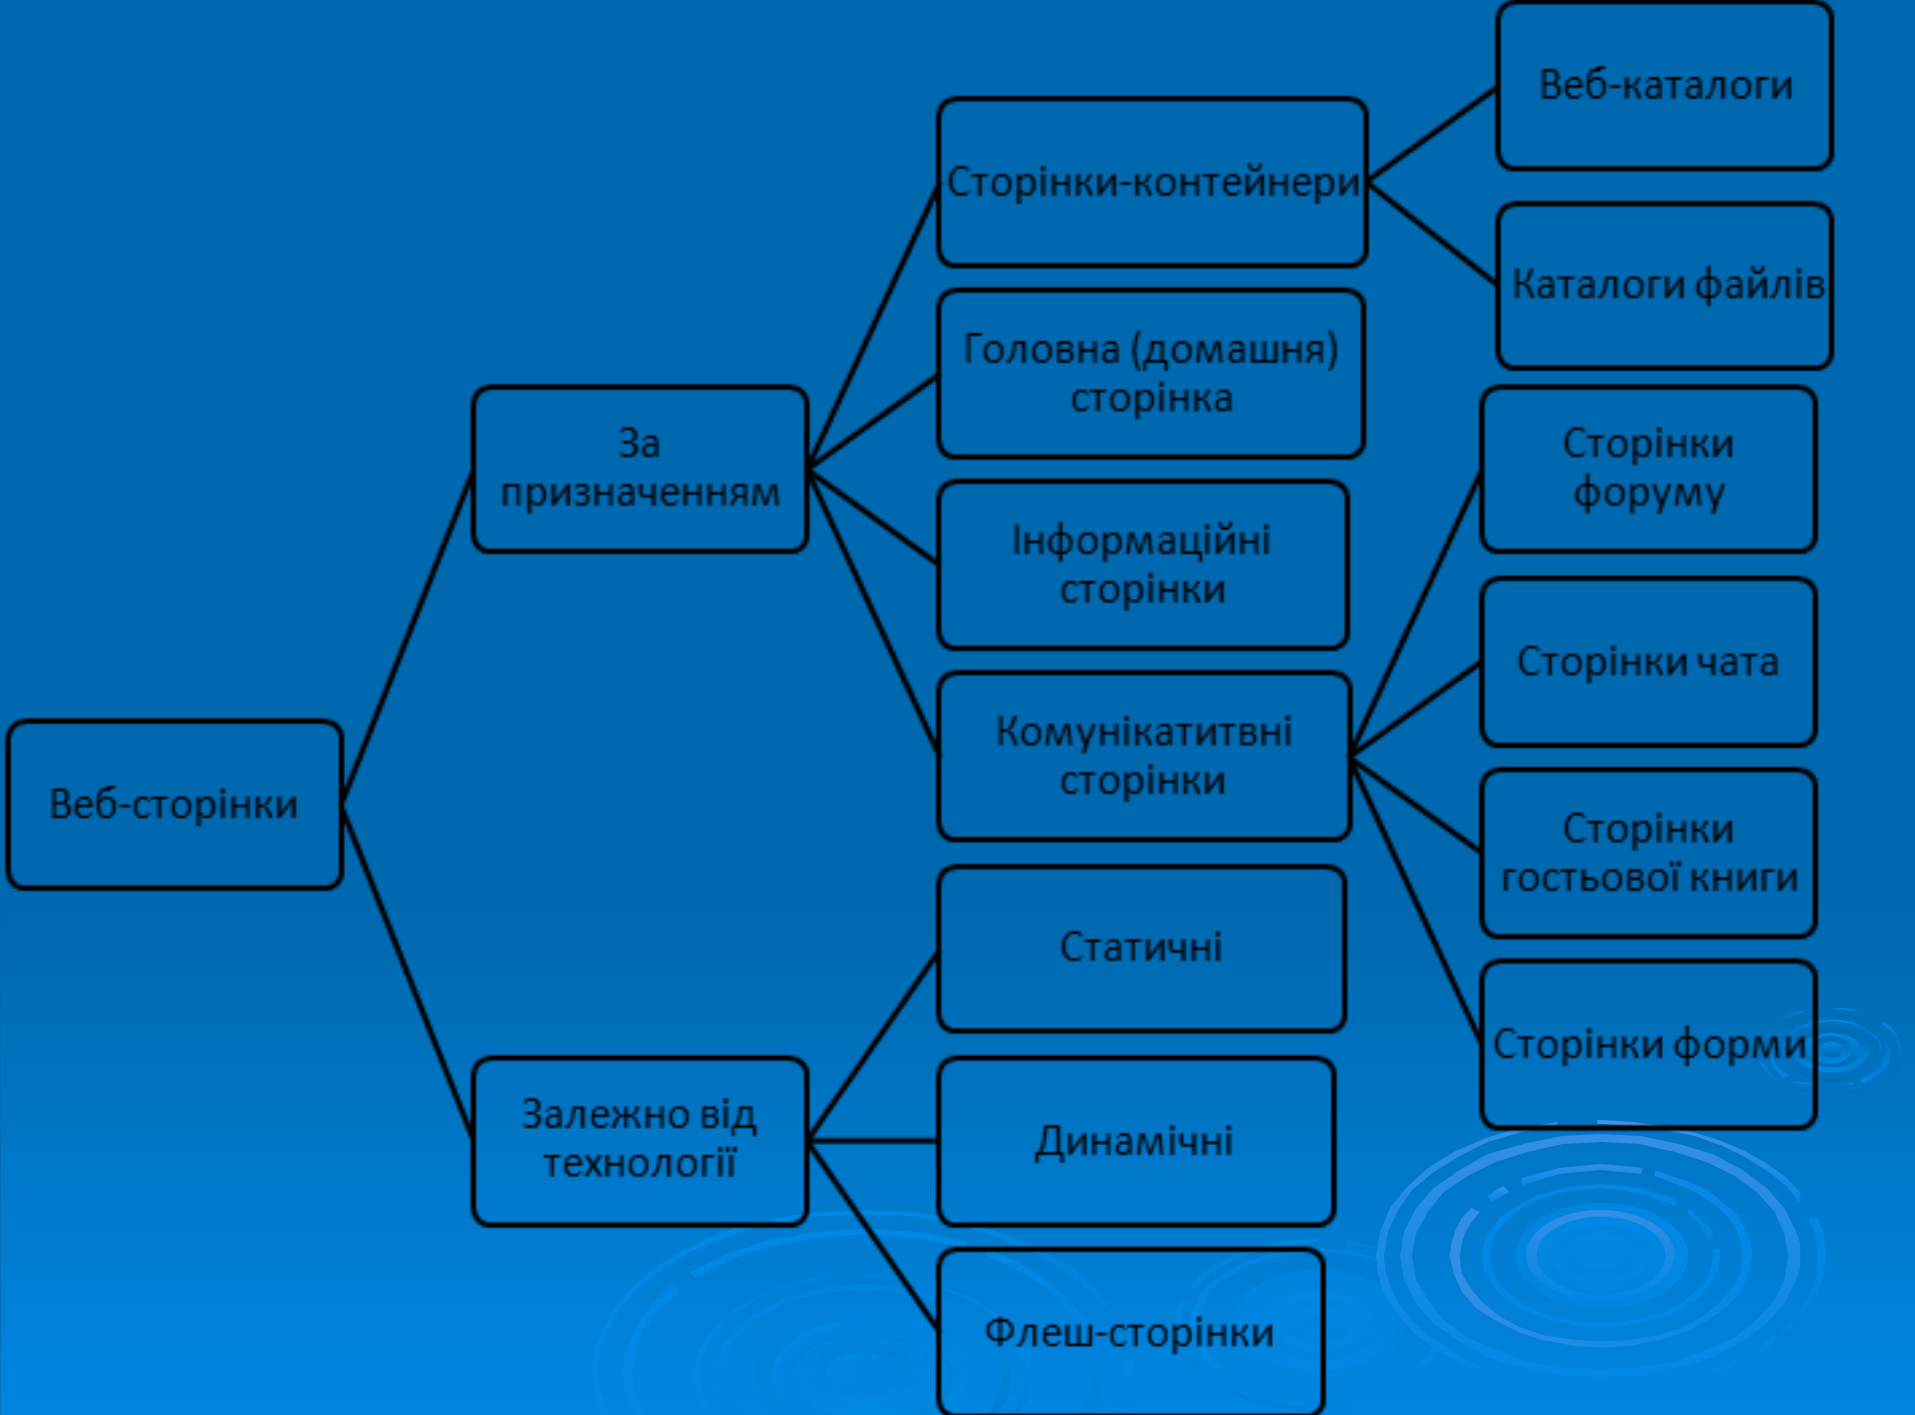 Веб-сторінки
За
призначенням
Залежно від
технології
Сторінки-контейнери
Головна (домашня)
сторінка
Інформаційні
сторінки
Комунікатитвні
сторінки
Статичні
Динамічні
Флеш-сторінки
Веб-каталоги
Каталоги файлів
Сторінки
форуму
Сторінки чата
Сторінки
гостьової книги
Сторінки форми